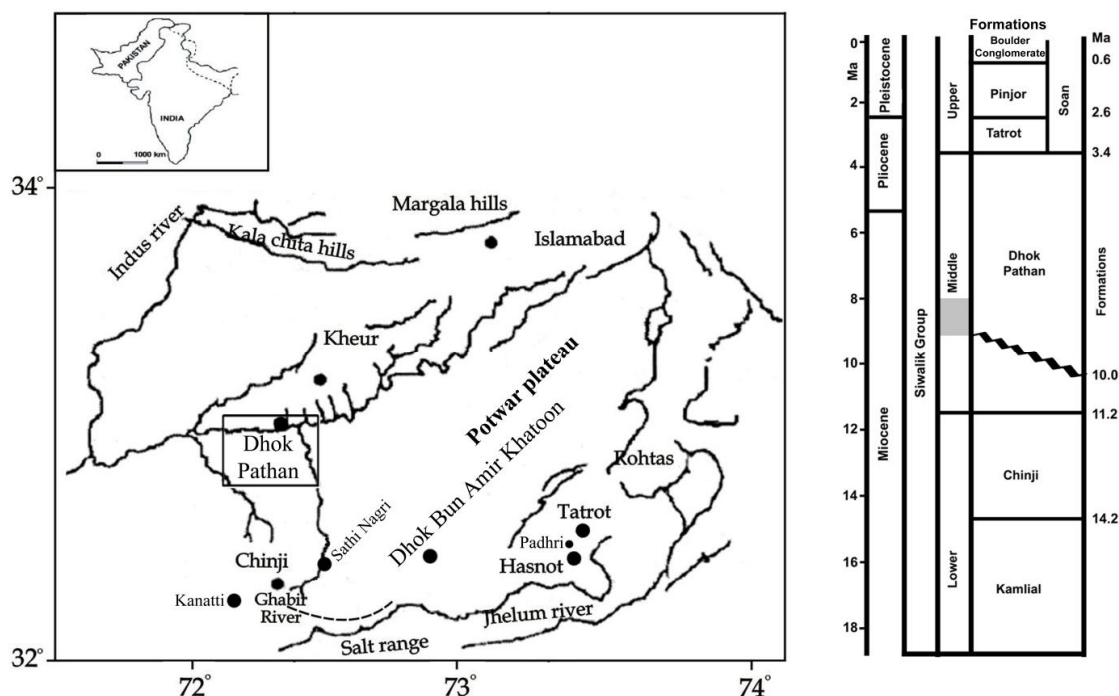 PAKISTAN
INDIA
0 1000 km
34°
Indus river
Kala chita hills
Margala hills
Islamabad
Kheur
Potwar plateau
Dhok
Pathan
Dhok Bun Amir Khatoon
Rohtas
Sathi Nagri
Tatrot
Padhri
Hasnot
Chinji
Kanatti
Ghabir
River
Jhelum river
Salt range
32°
72°
73°
74°
Formations
Ma
0
2
4
6
8
10
12
14
16
18
Pleistocene
Pliocene
Miocene
Siwalik Group
Upper
Middle
Lower
Boulder
Conglomerate
Pinjor
Tatrot
Soan
Dhok
Pathan
Chinji
Kamlial
Ma
0.6
2.6
3.4
Formations
10.0
11.2
14.2